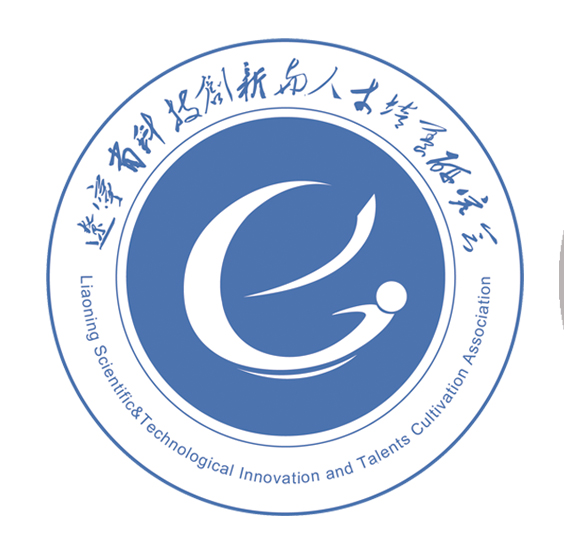 辽宁省科技创新与人才培养研究会
Liaoning Scientific&Technological Innovation and Talents Cultivation Association